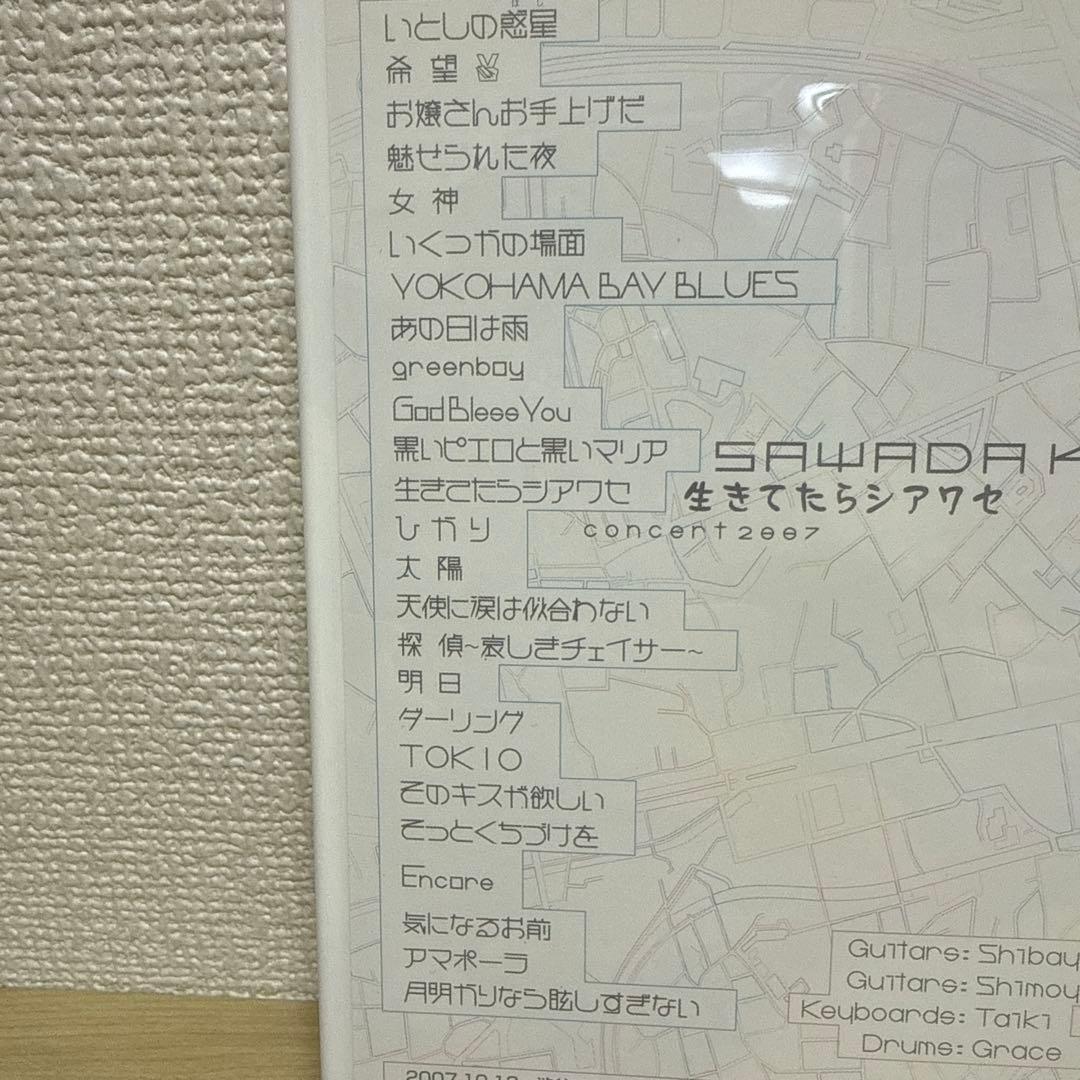 いとしの惑星
希望✌
お嬢さんお手上げだ
魅せられた夜
女神
いくつかの場面
YOKOHAMA BAY BLUES
あの日は雨
greenboy
God Bless You
黒いピエロと黒いマリア
生きてたらシアワセ
ひかり
太陽
天使に涙は似合わない
探偵~哀しきチェイサー~
明日
ダーリング
TOKIO
そのキスが欲しい
そっとくちづけを
Encore
気になるお前
アマポーラ
月明かりなら眩しすぎない
SAWADA K
生きてたらシアワセ
concert 2007
Guitars: Shibay
Guitars: Shimoy
Keyboards: Taiki
Drums: Grace